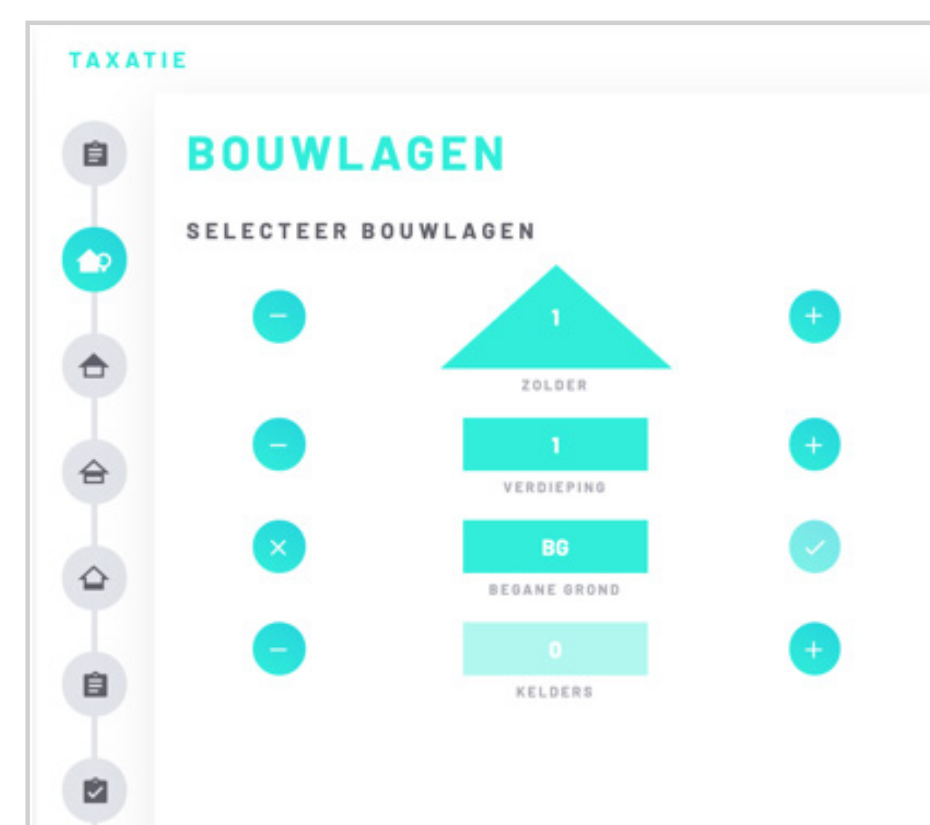 TAXATIE
BOUWLAGEN
SELECTEER BOUWLAGEN
1
ZOLDER
1
VERDIEPING
BG
BEGANE GROND
0
KELDERS